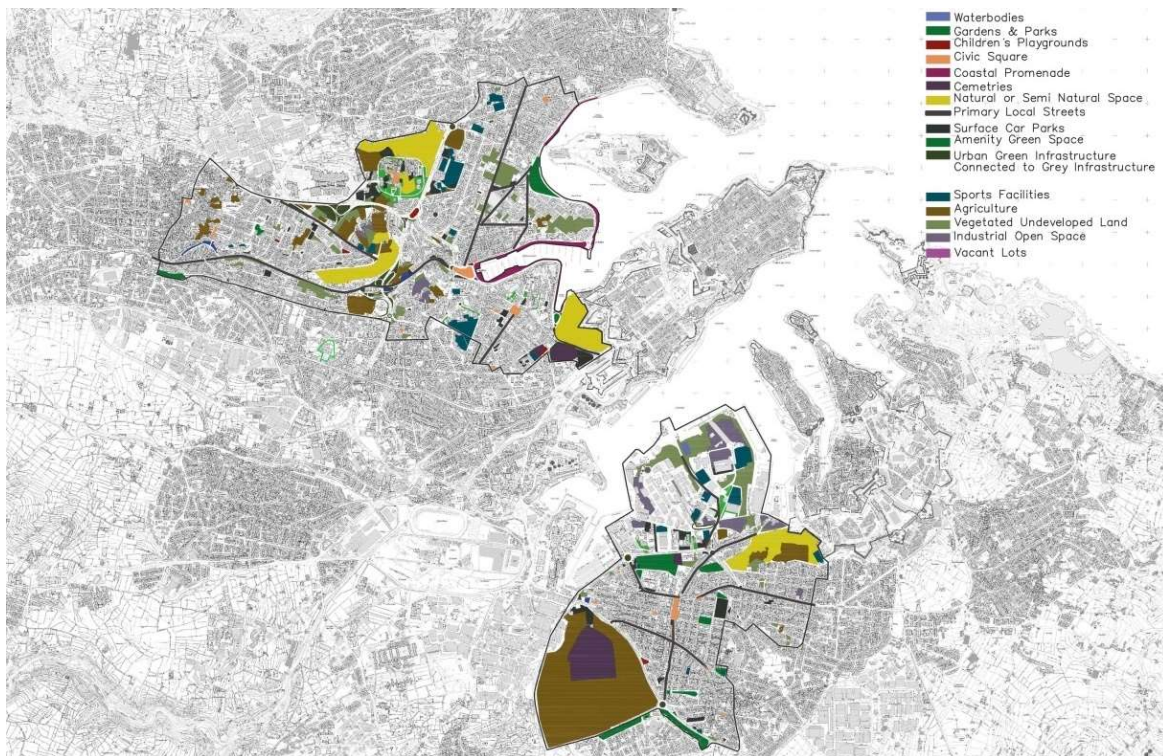 Waterbodies
Gardens & Parks
Children's Playgrounds
Civic Square
Coastal Promenade
Cemetries
Natural or Semi Natural Space
Primary Local Streets
Surface Car Parks
Amenity Green Space
Urban Green Infrastructure
Connected to Grey Infrastructure
Sports Facilities
Agriculture
Vegetated Undeveloped Land
Industrial Open Space
Vacant Lots